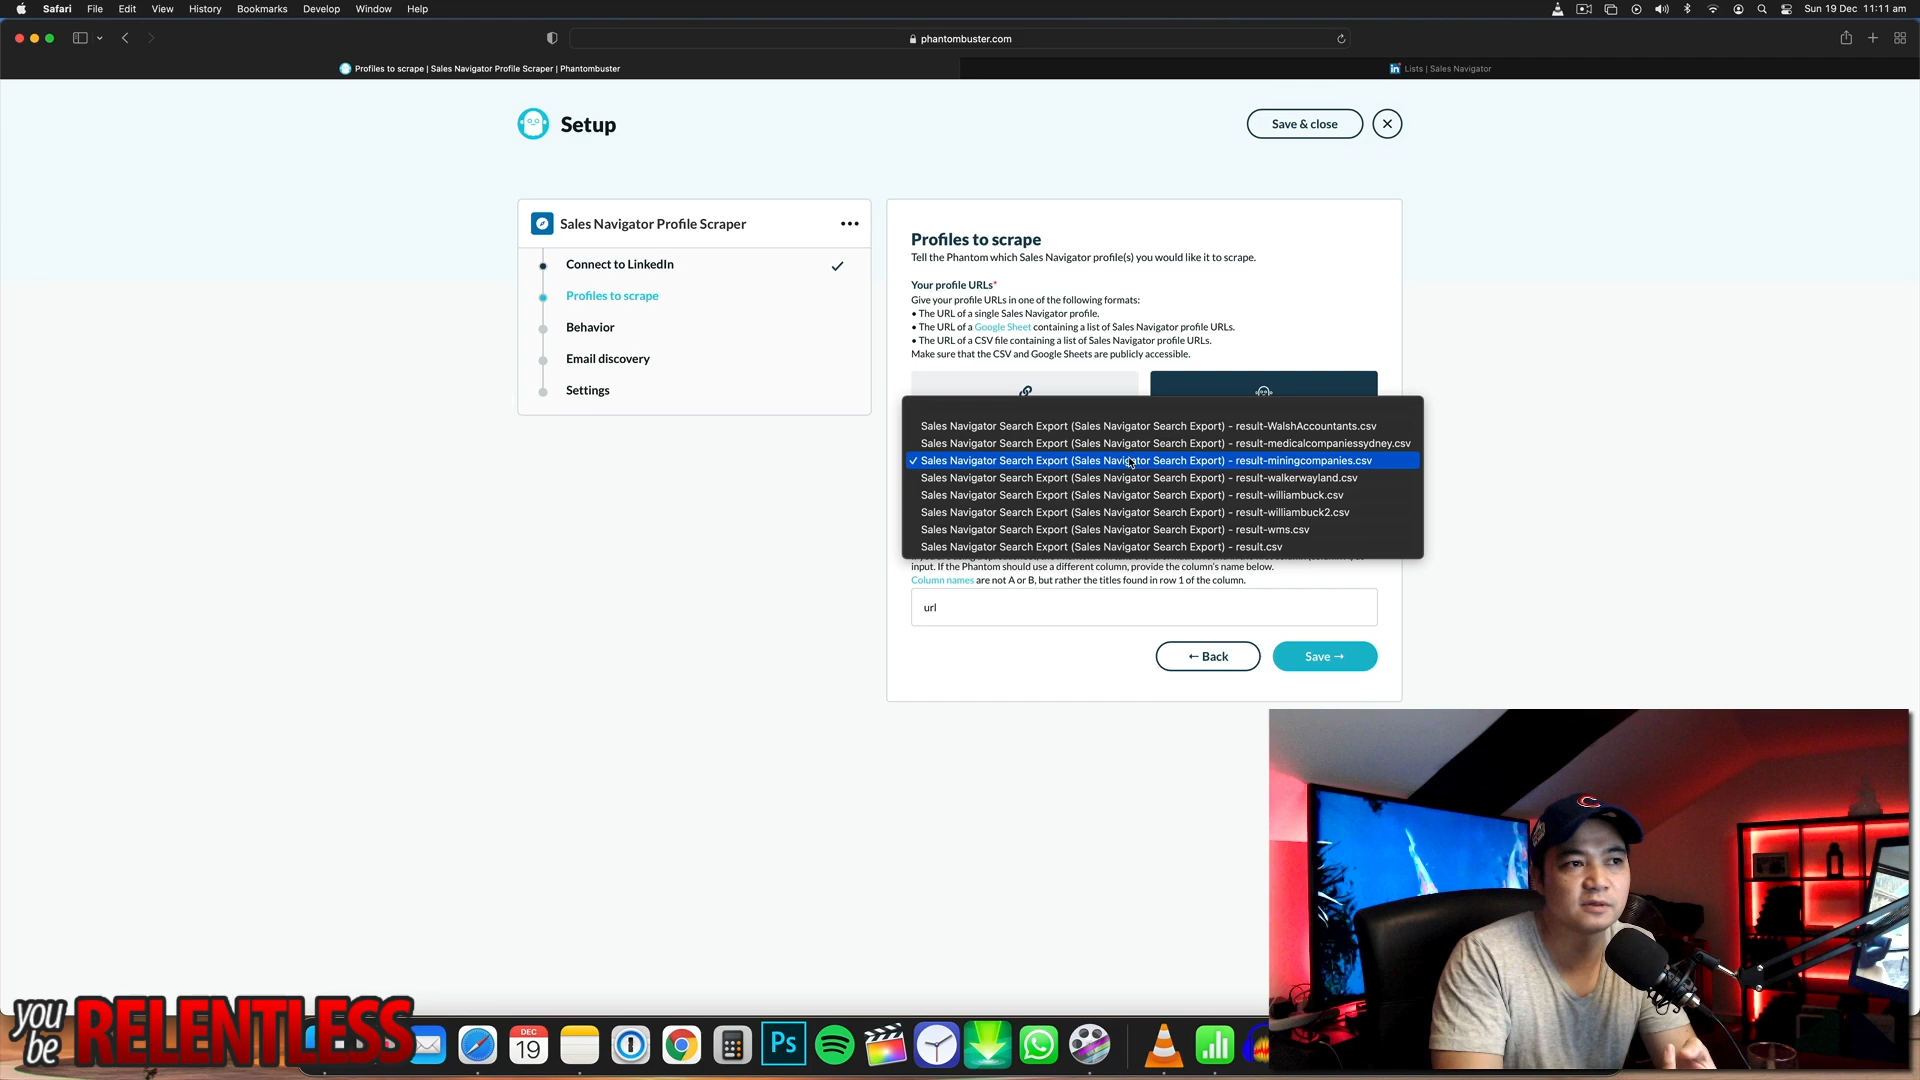 Safari File Edit View History Bookmarks Develop Window Help
Sun 19 Dec 11:11 am
phantombuster.com
Profiles to scrape | Sales Navigator Profile Scraper | Phantombuster
Lists | Sales Navigator
Setup
Save & close
Sales Navigator Profile Scraper
Connect to LinkedIn
Profiles to scrape
Behavior
Email discovery
Settings
Profiles to scrape
Tell the Phantom which Sales Navigator profile(s) you would like it to scrape.
Your profile URLs*
Give your profile URLs in one of the following formats:
• The URL of a single Sales Navigator profile.
• The URL of a Google Sheet containing a list of Sales Navigator profile URLs.
• The URL of a CSV file containing a list of Sales Navigator profile URLs.
Make sure that the CSV and Google Sheets are publicly accessible.
Sales Navigator Search Export (Sales Navigator Search Export) - result-WalshAccountants.csv
Sales Navigator Search Export (Sales Navigator Search Export) - result-medicalcompaniessydney.csv
✓ Sales Navigator Search Export (Sales Navigator Search Export) - result-miningcompanies.csv
Sales Navigator Search Export (Sales Navigator Search Export) - result-walkerwayland.csv
Sales Navigator Search Export (Sales Navigator Search Export) - result-williambuck.csv
Sales Navigator Search Export (Sales Navigator Search Export) - result-williambuck2.csv
Sales Navigator Search Export (Sales Navigator Search Export) - result-wms.csv
Sales Navigator Search Export (Sales Navigator Search Export) - result.csv
input. If the Phantom should use a different column, provide the column's name below.
Column names are not A or B, but rather the titles found in row 1 of the column.
url
← Back
Save →
you be RELENTLESS
DEC
19
Ps